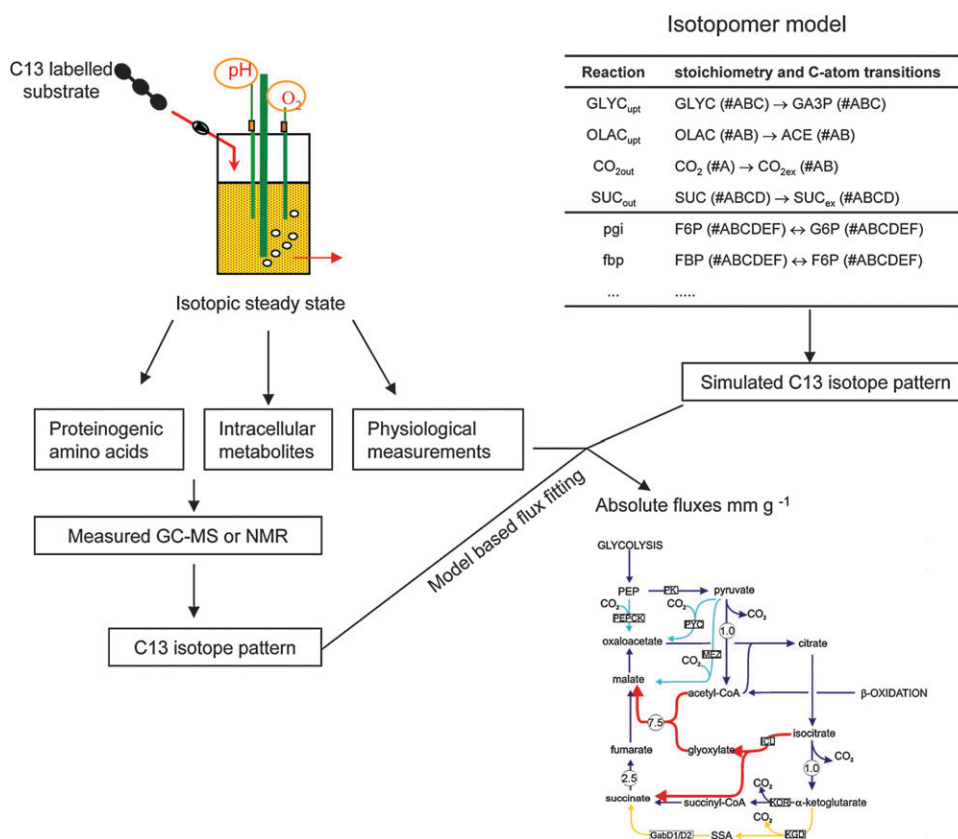 Isotopomer model
C13 labelled
substrate
pH
O2
Reaction stoichiometry and C-atom transitions
GLYCupt GLYC (#ABC) → GA3P (#ABC)
OLACupt OLAC (#AB) → ACE (#AB)
CO2out CO2 (#A) → CO2ex (#AB)
SUCout SUC (#ABCD) → SUCex (#ABCD)
pgi F6P (#ABCDEF) ↔ G6P (#ABCDEF)
fbp FBP (#ABCDEF) ↔ F6P (#ABCDEF)
... .....
Isotopic steady state
Simulated C13 isotope pattern
Proteinogenic
amino acids
Intracellular
metabolites
Physiological
measurements
Measured GC-MS or NMR
C13 isotope pattern
Model based flux fitting
Absolute fluxes mm g -1
GLYCOLYSIS
PEP PK pyruvate
CO2 CO2 CO2
PEPCK PYC 1.0
oxaloacetate citrate
CO2 MEZ
malate acetyl-CoA β-OXIDATION
7.5
fumarate glyoxylate ICL isocitrate
2.5 1.0 CO2
CO2
succinate succinyl-CoA KOR α-ketoglutarate
CO2
GabD1/D2 SSA KGD